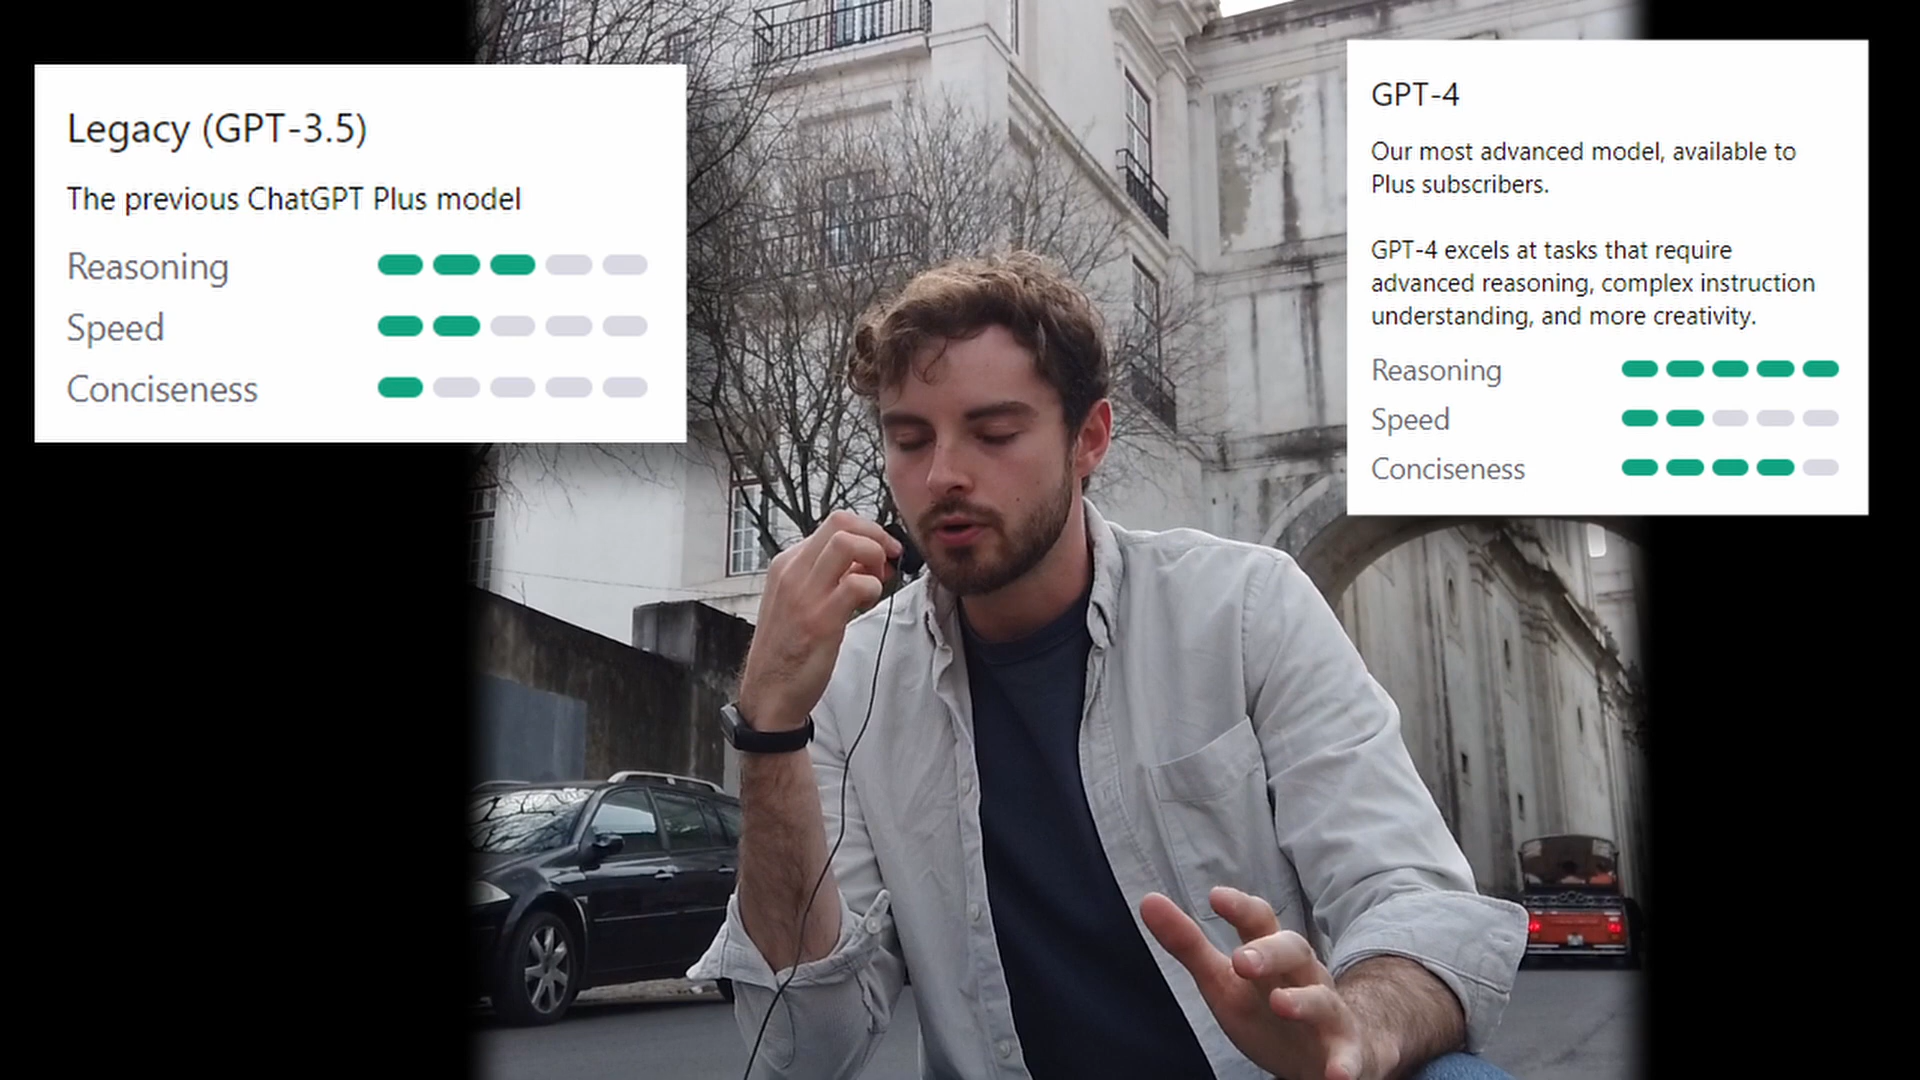 Legacy (GPT-3.5)
The previous ChatGPT Plus model
Reasoning
Speed
Conciseness
GPT-4
Our most advanced model, available to
Plus subscribers.
GPT-4 excels at tasks that require
advanced reasoning, complex instruction
understanding, and more creativity.
Reasoning
Speed
Conciseness